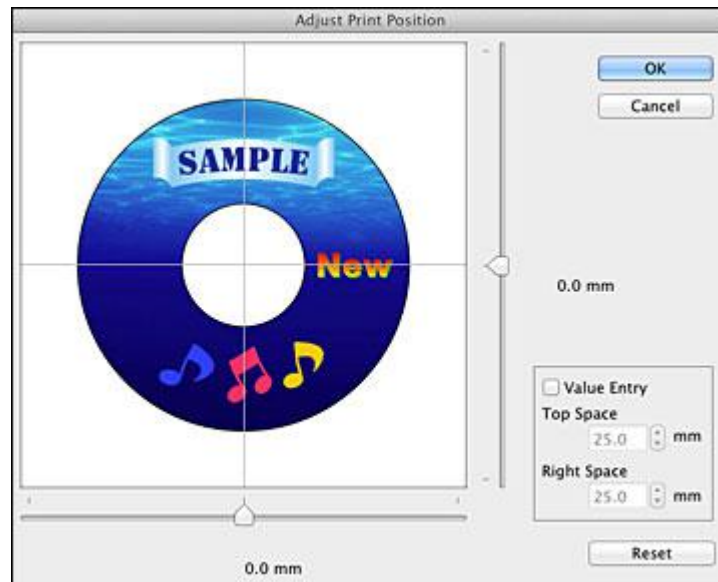 Adjust Print Position
OK
Cancel
SAMPLE
New
0.0 mm
Value Entry
Top Space
25.0 mm
Right Space
25.0 mm
0.0 mm
Reset